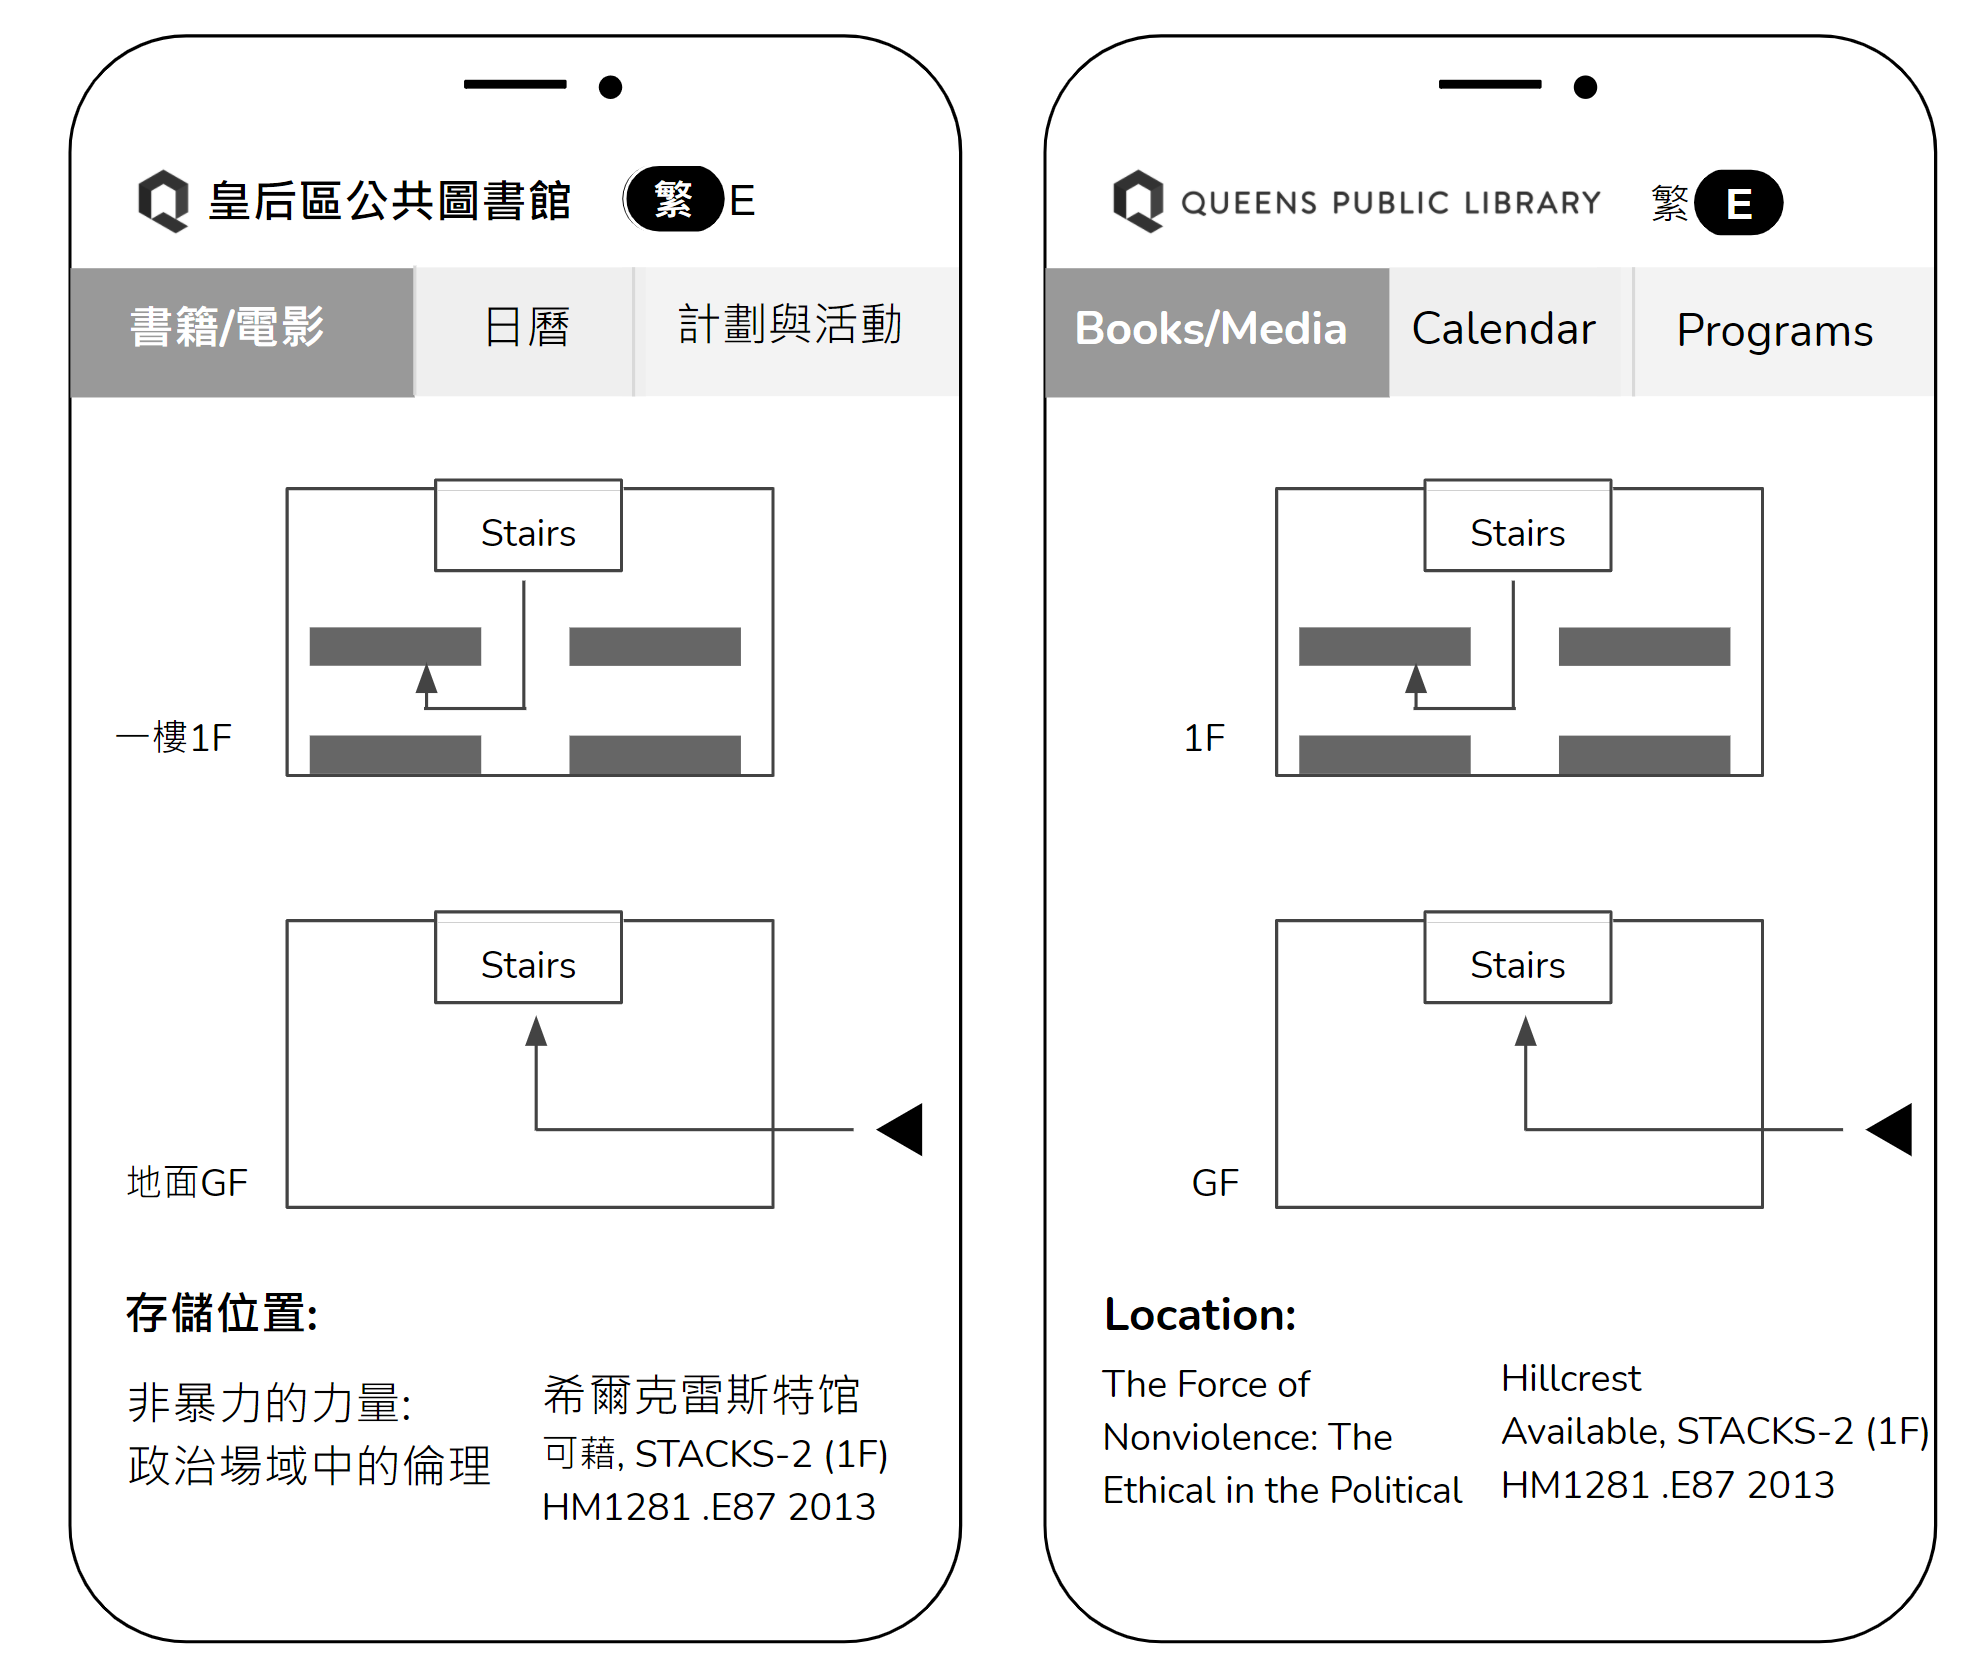 皇后區公共圖書館 繁 E
書籍/電影 日曆 計劃與活動
Stairs
一樓1F
Stairs
地面GF
存儲位置:
非暴力的力量:
政治場域中的倫理
希爾克雷斯特馆
可藉, STACKS-2 (1F)
HM1281 .E87 2013
QUEENS PUBLIC LIBRARY 繁 E
Books/Media Calendar Programs
Stairs
1F
Stairs
GF
Location:
The Force of
Nonviolence: The
Ethical in the Political
Hillcrest
Available, STACKS-2 (1F)
HM1281 .E87 2013